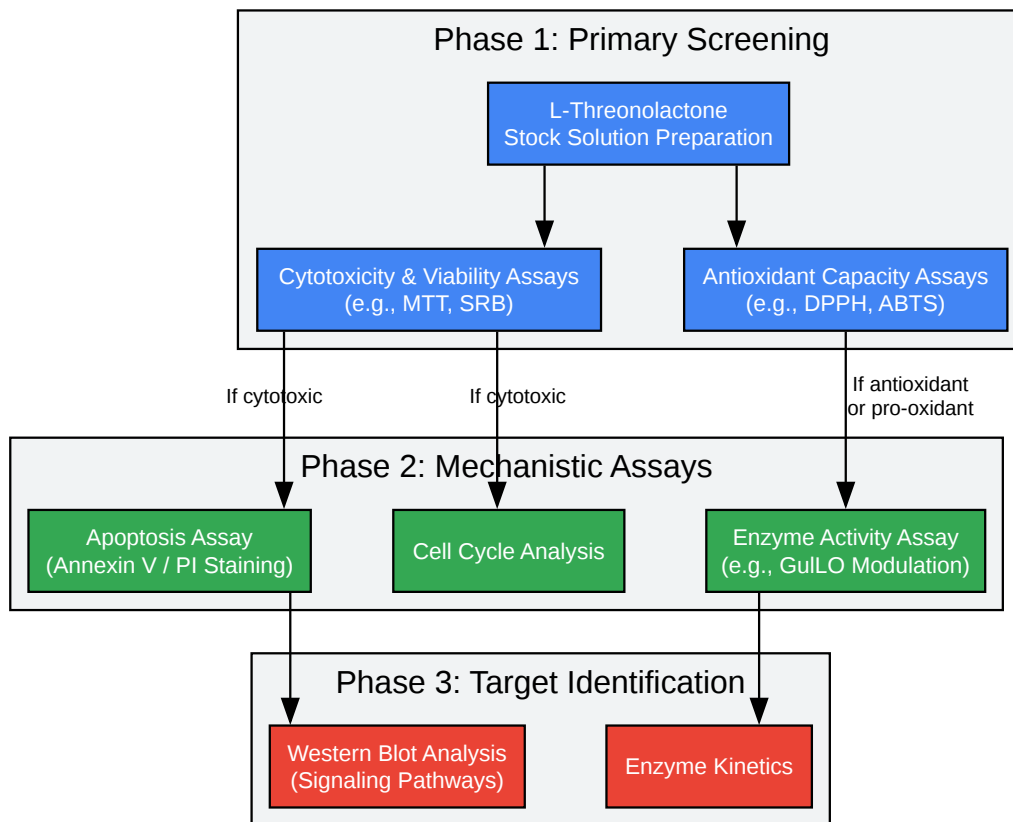 Phase 1: Primary Screening
L-Threonolactone
Stock Solution Preparation
Cytotoxicity & Viability Assays
(e.g., MTT, SRB)
Antioxidant Capacity Assays
(e.g., DPPH, ABTS)
If cytotoxic
If cytotoxic
If antioxidant
or pro-oxidant
Phase 2: Mechanistic Assays
Apoptosis Assay
(Annexin V / PI Staining)
Cell Cycle Analysis
Enzyme Activity Assay
(e.g., GulLO Modulation)
Phase 3: Target Identification
Western Blot Analysis
(Signaling Pathways)
Enzyme Kinetics